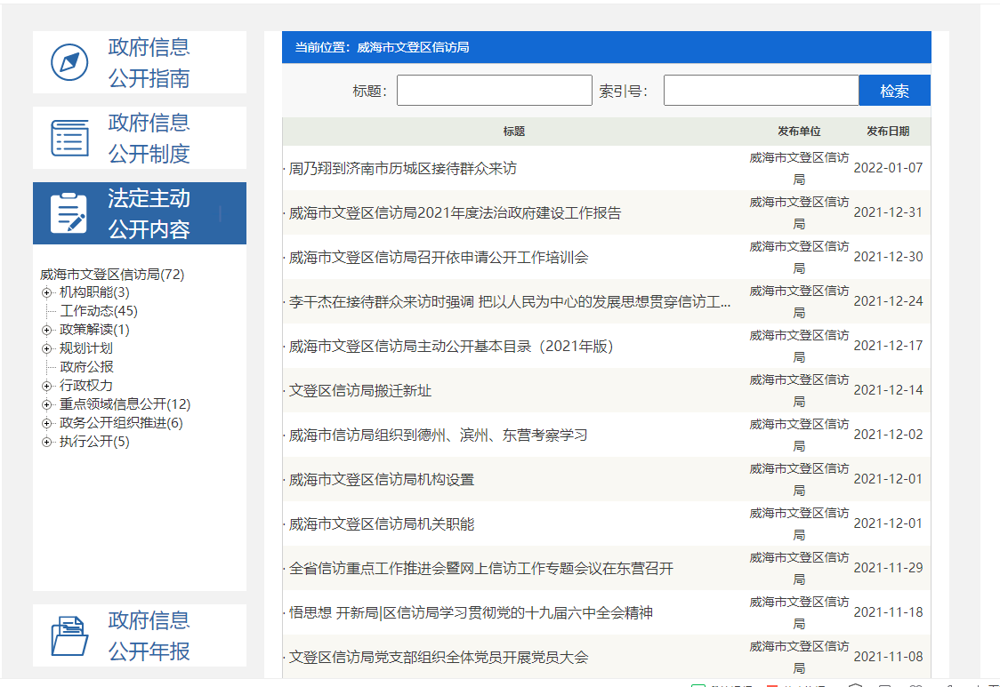 政府信息
公开指南
政府信息
公开制度
法定主动
公开内容
威海市文登区信访局(72)
机构职能(3)
工作动态(45)
政策解读(1)
规划计划
政府公报
行政权力
重点领域信息公开(12)
政务公开组织推进(6)
执行公开(5)
政府信息
公开年报
当前位置：威海市文登区信访局
标题： 索引号： 检索
标题 发布单位 发布日期
· 周乃翔到济南市历城区接待群众来访 威海市文登区信访局 2022-01-07
· 威海市文登区信访局2021年度法治政府建设工作报告 威海市文登区信访局 2021-12-31
· 威海市文登区信访局召开依申请公开工作培训会 威海市文登区信访局 2021-12-30
· 李干杰在接待群众来访时强调 把以人民为中心的发展思想贯穿信访工... 威海市文登区信访局 2021-12-24
· 威海市文登区信访局主动公开基本目录（2021年版） 威海市文登区信访局 2021-12-17
· 文登区信访局搬迁新址 威海市文登区信访局 2021-12-14
· 威海市信访局组织到德州、滨州、东营考察学习 威海市文登区信访局 2021-12-02
· 威海市文登区信访局机构设置 威海市文登区信访局 2021-12-01
· 威海市文登区信访局机关职能 威海市文登区信访局 2021-12-01
· 全省信访重点工作推进会暨网上信访工作专题会议在东营召开 威海市文登区信访局 2021-11-29
· 悟思想 开新局|区信访局学习贯彻党的十九届六中全会精神 威海市文登区信访局 2021-11-18
· 文登区信访局党支部组织全体党员开展党员大会 威海市文登区信访局 2021-11-08